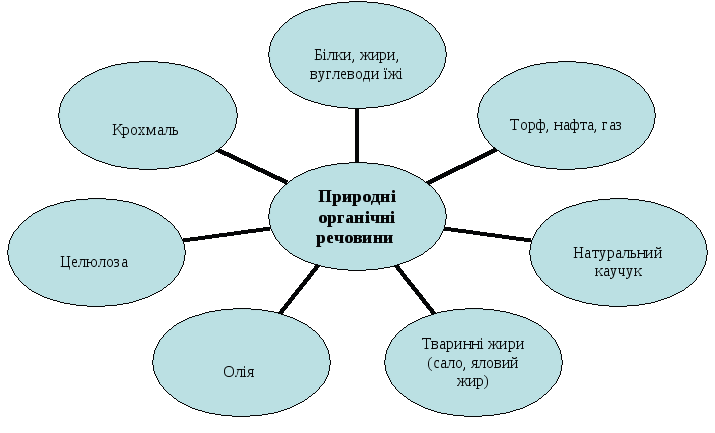 Білки, жири,
вуглеводи їжі
Крохмаль
Торф, нафта, газ
Природні
органічні
речовини
Целюлоза
Натуральний
каучук
Олія
Тваринні жири
(сало, яловий
жир)